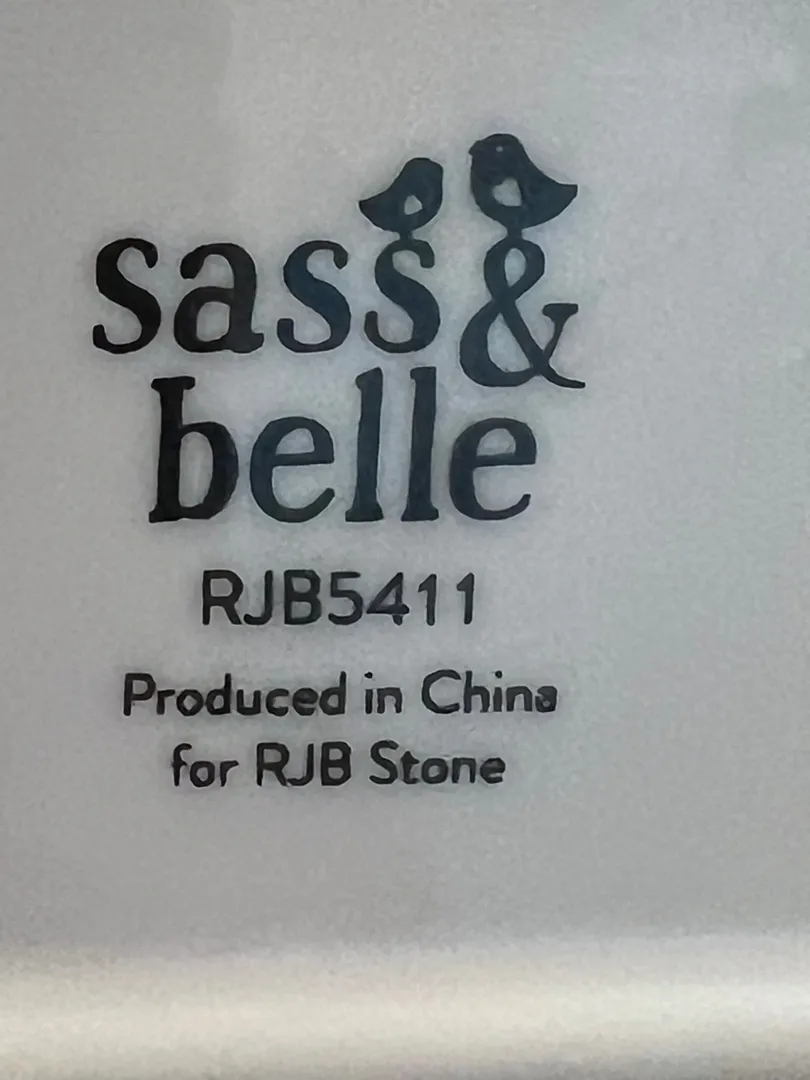 sass &
belle
RJB5411
Produced in China
for RJB Stone